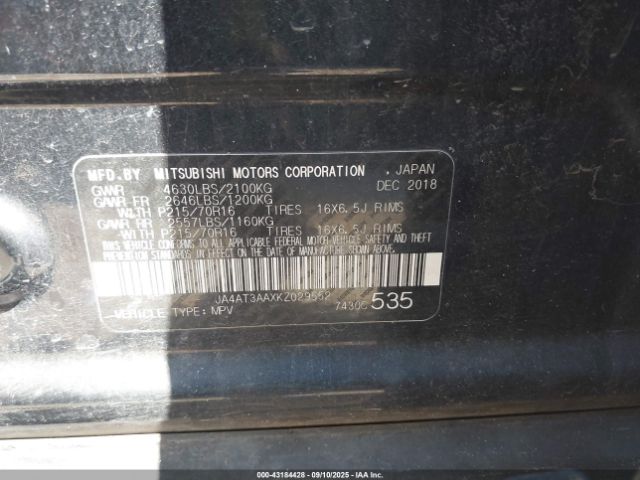 MFD.BY MITSUBISHI MOTORS CORPORATION , JAPAN
GVWR 4630LBS/2100KG DEC 2018
GAWR FR 2646LBS/1200KG
WITH P215/70R16 TIRES 16X6.5J RIMS
GAWR RR 2557LBS/1160KG
WITH P215/70R16 TIRES 16X6.5J RIMS
THIS VEHICLE CONFORMS TO ALL APPLICABLE FEDERAL MOTOR VEHICLE SAFETY AND THEFT
PREVENTION STANDARDS IN EFFECT ON THE DATE OF MANUFACTURE SHOWN ABOVE.
JA4AT3AAXKZ029552
VEHICLE TYPE: MPV 535
© IAA - 43184428 - 09/10/2025 - IAAI.com